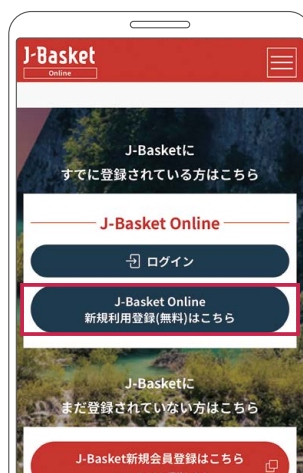 J-Basket
Online
J-Basketに
すでに登録されている方はこちら
J-Basket Online
ログイン
J-Basket Online
新規利用登録(無料)はこちら
J-Basketに
まだ登録されていない方はこちら
J-Basket新規会員登録はこちら